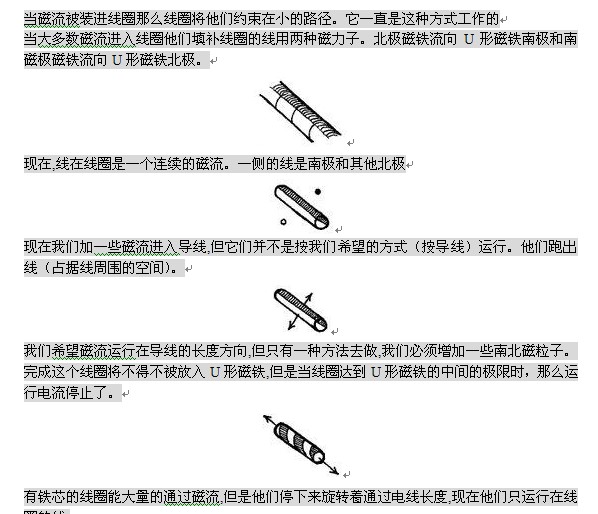 当磁流被装进线圈那么线圈将他们约束在小的路径。它一直是这种方式工作的
当大多数磁流进入线圈他们填补线圈的线用两种磁力子。北极磁铁流向 U 形磁铁南极和南
磁极磁铁流向 U 形磁铁北极。
现在,线在线圈是一个连续的磁流。一侧的线是南极和其他北极
现在我们加一些磁流进入导线,但它们并不是按我们希望的方式（按导线）运行。他们跑出
线（占据线周围的空间）。
我们希望磁流运行在导线的长度方向,但只有一种方法去做,我们必须增加一些南北磁粒子。
完成这个线圈将不得不被放入 U 形磁铁,但是当线圈达到 U 形磁铁的中间的极限时，那么运
行电流停止了。
有铁芯的线圈能大量的通过磁流,但是他们停下来旋转着通过电线长度,现在他们只运行在线